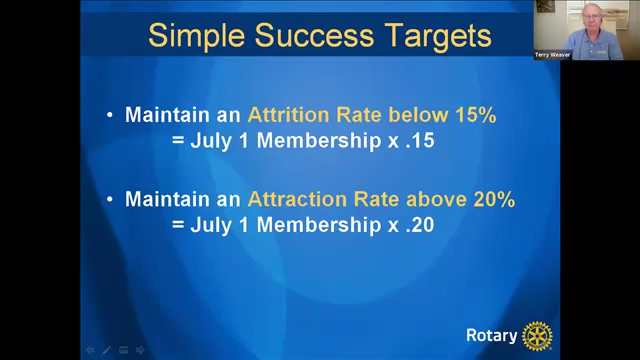 Simple Success Targets
Terry Weaver
• Maintain an Attrition Rate below 15%
= July 1 Membership x .15
• Maintain an Attraction Rate above 20%
= July 1 Membership x .20
Rotary